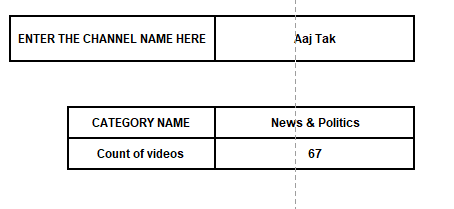 ENTER THE CHANNEL NAME HERE Aaj Tak
CATEGORY NAME News & Politics
Count of videos 67